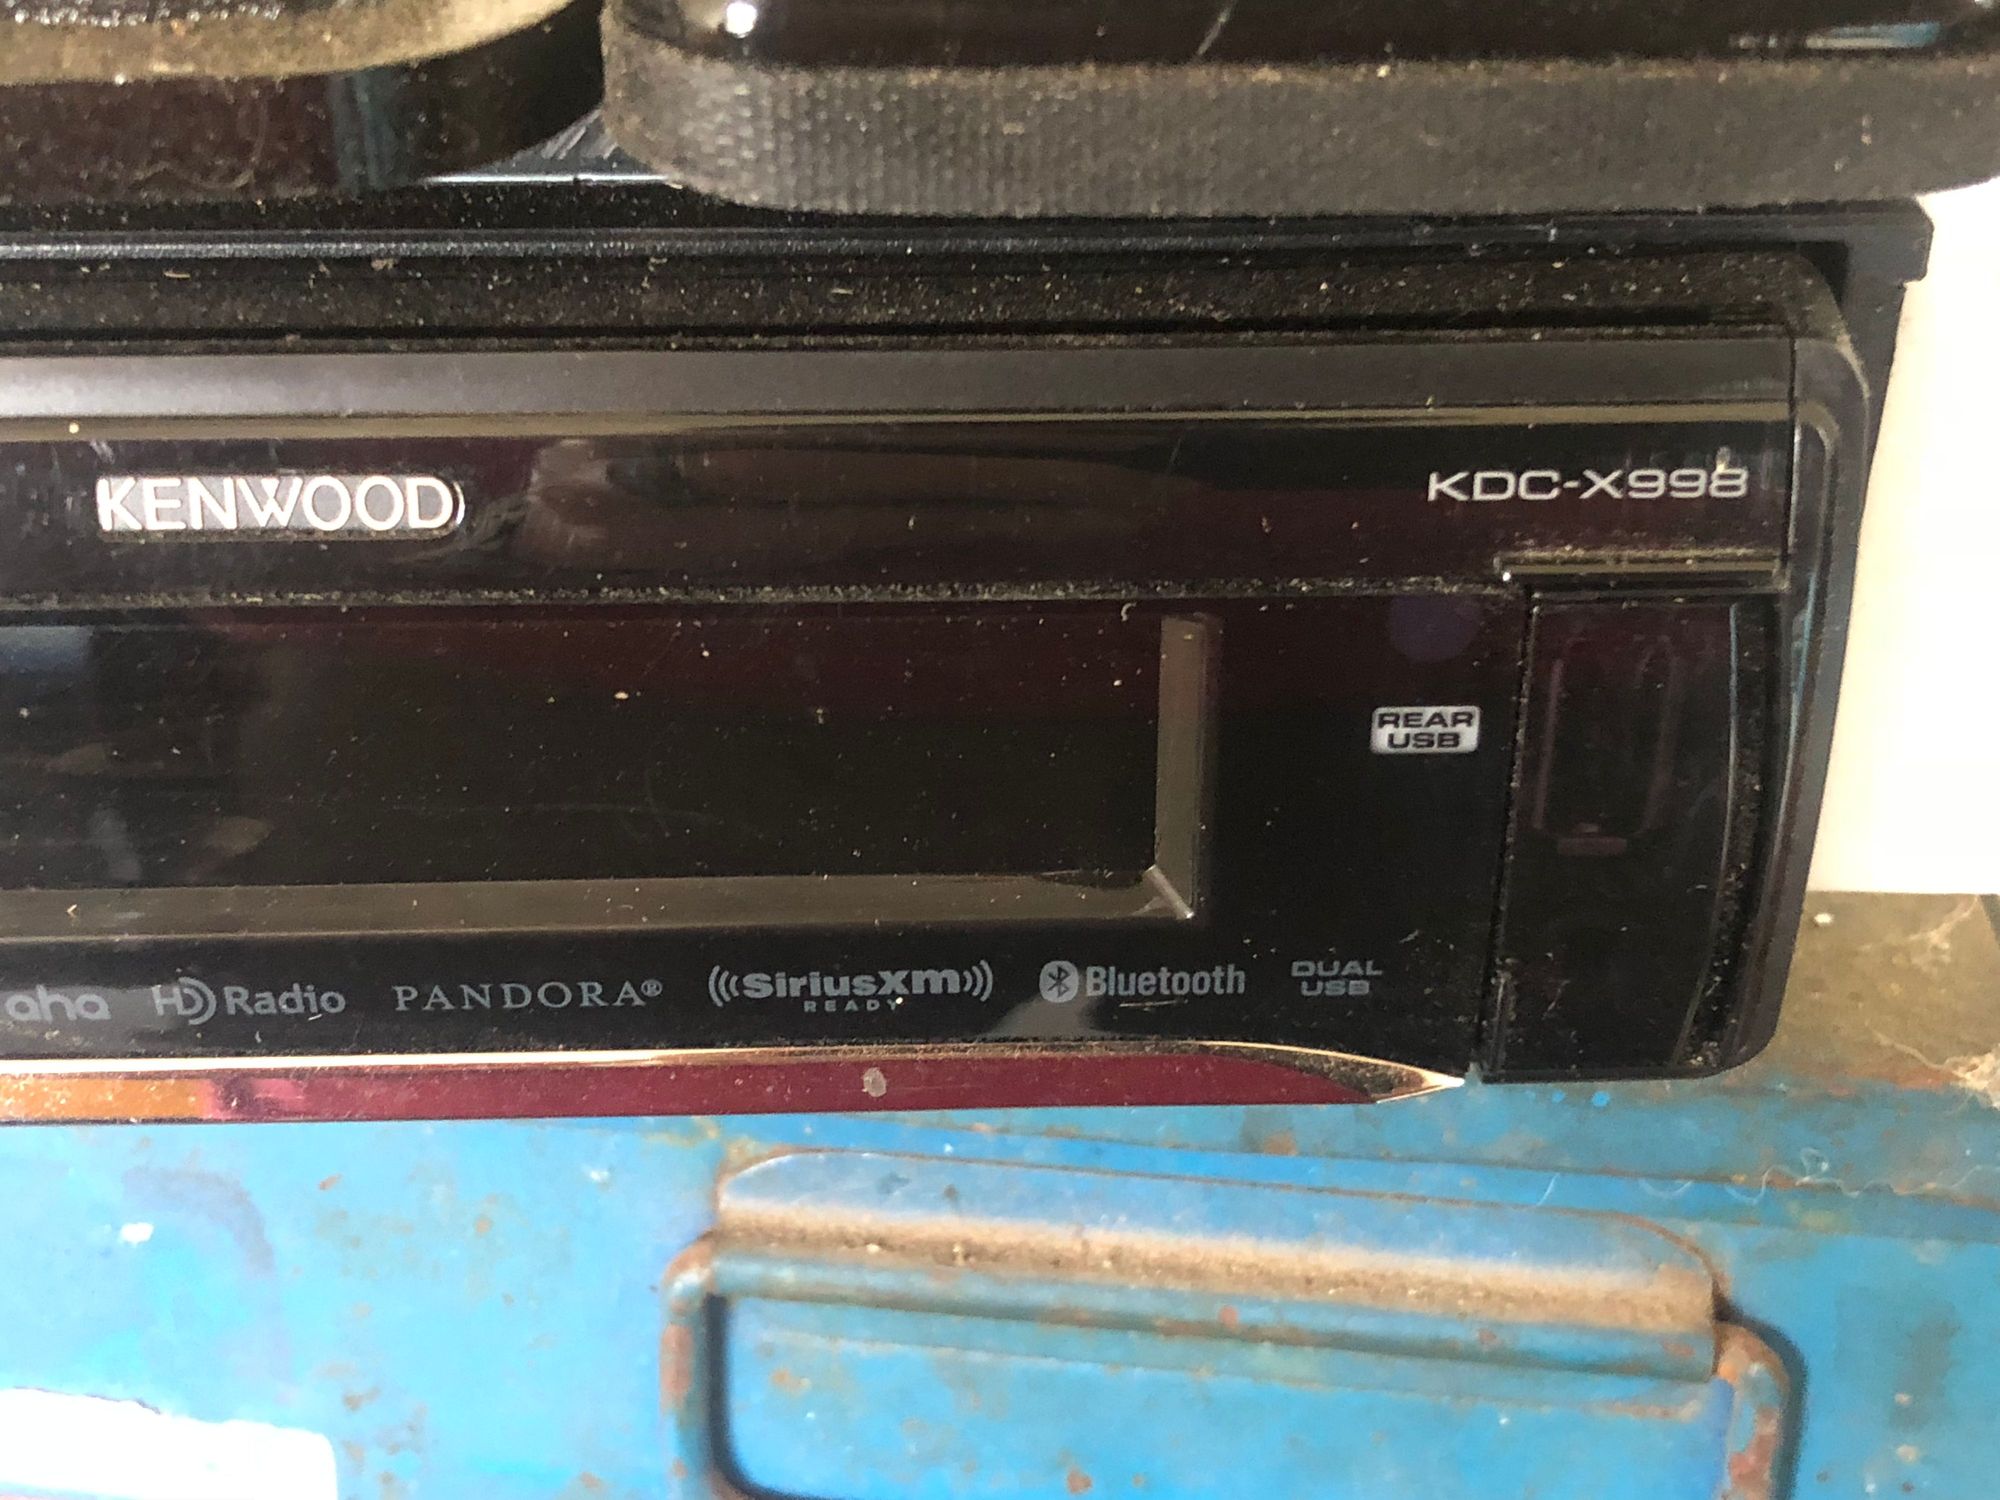 KENWOOD
KDC-X998
REAR
USB
aha
HD Radio
PANDORA®
SiriusXM
READY
Bluetooth
DUAL
USB